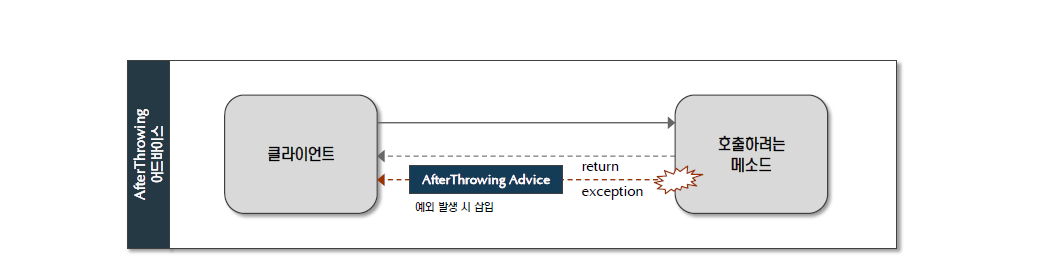 AfterThrowing
어드바이스
클라이언트
호출하려는
메소드
return
AfterThrowing Advice
exception
예외 발생 시 삽입